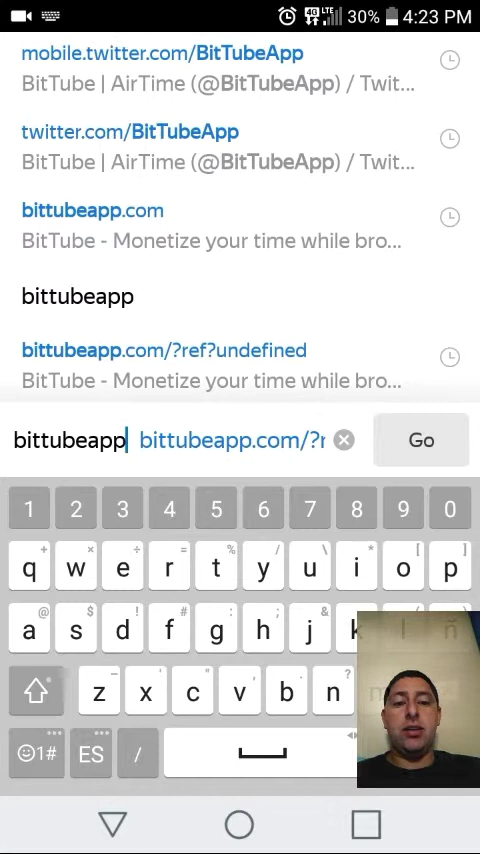 4G LTE 30% 4:23 PM
mobile.twitter.com/BitTubeApp
BitTube | AirTime (@BitTubeApp) / Twit...
twitter.com/BitTubeApp
BitTube | AirTime (@BitTubeApp) / Twit...
bittubeapp.com
BitTube - Monetize your time while bro...
bittubeapp
bittubeapp.com/?ref?undefined
BitTube - Monetize your time while bro...
bittubeapp bittubeapp.com/?r Go
1 2 3 4 5 6 7 8 9 0
+ × ÷ = % / \ * [ ]
q w e r t y u i o p
@ $ ! # : ; &
a s d f g h j k l ñ
- ' " , . ?
z x c v b n m
☺1# ES /